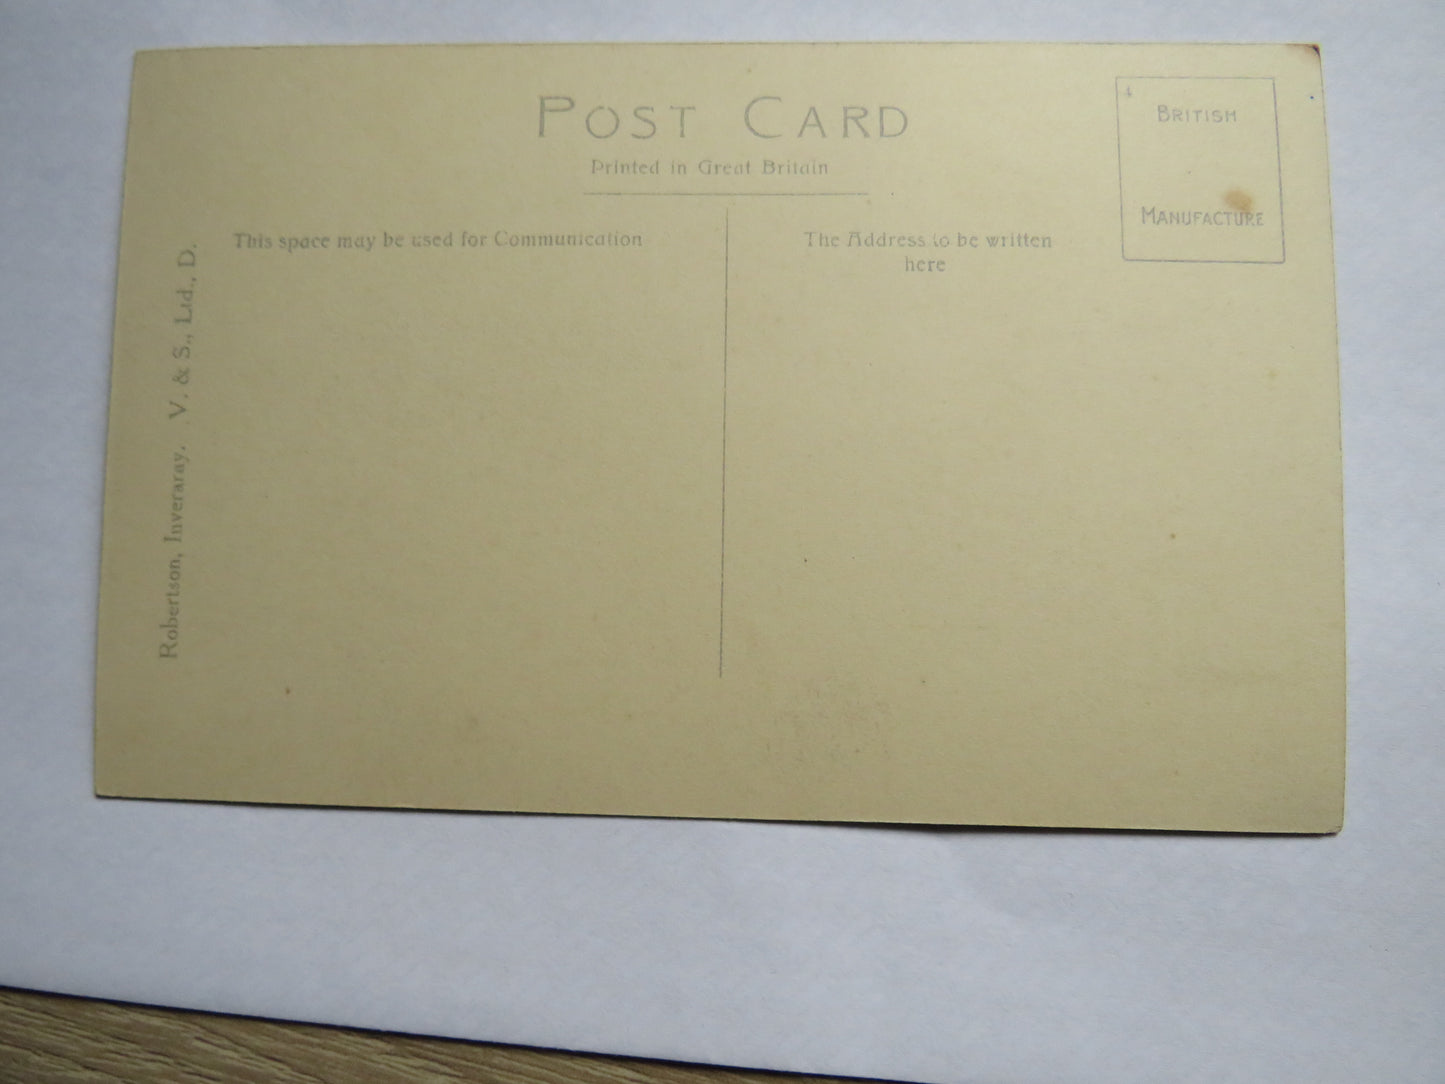 POST CARD
Printed in Great Britain
This space may be used for Communication
The Address to be written
here
BRITISH
MANUFACTURE
Robertson, Inveraray. V. & S., Ltd., D.